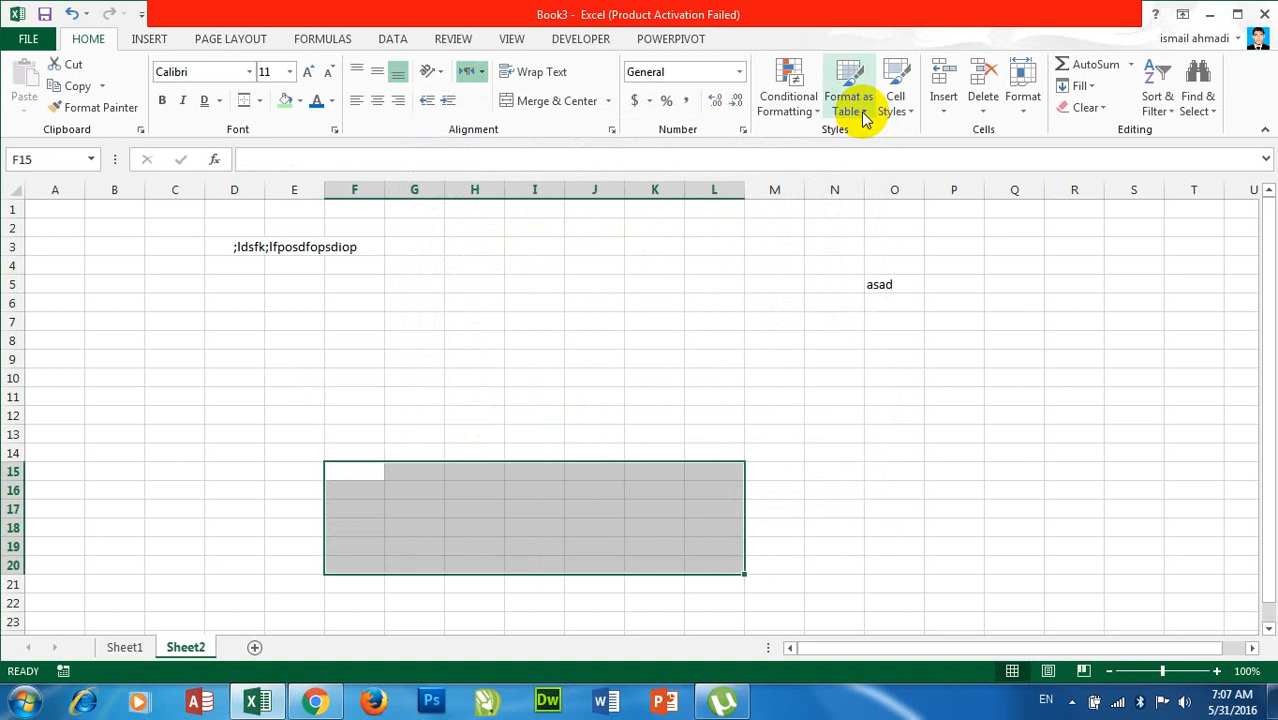 Book3 - Excel (Product Activation Failed)
FILE HOME INSERT PAGE LAYOUT FORMULAS DATA REVIEW VIEW DEVELOPER POWERPIVOT ismail ahmadi
Paste Cut Copy Format Painter
Calibri 11
B I D A
Wrap Text
Merge & Center
General
$ % ,
Conditional Formatting
Format as Table
Cell Styles
Insert Delete Format
AutoSum
Fill
Clear
Sort & Filter
Find & Select
Clipboard Font Alignment Number Styles Cells Editing
F15 fx
A B C D E F G H I J K L M N O P Q R S T U
1
2
3 ;ldsfk;lfposdfopsdiop
4
5 asad
6
7
8
9
10
11
12
13
14
15
16
17
18
19
20
21
22
23
Sheet1 Sheet2
READY 100%
EN 7:07 AM
5/31/2016